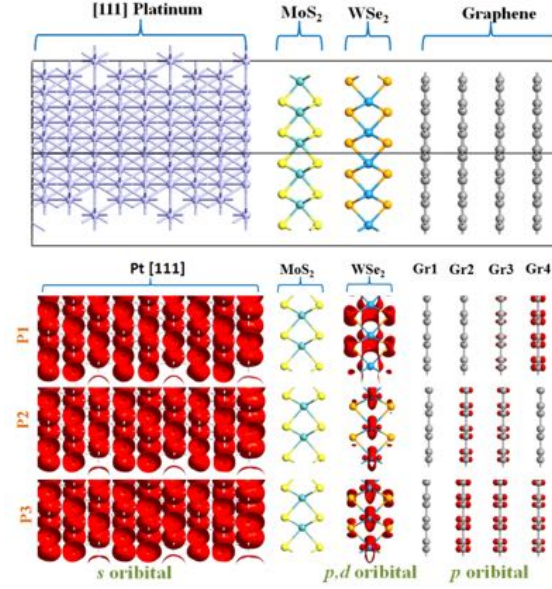 [111] Platinum MoS₂ WSe₂ Graphene
Pt [111] MoS₂ WSe₂ Gr1 Gr2 Gr3 Gr4
P1
P2
P3
s oribital p,d oribital p oribital